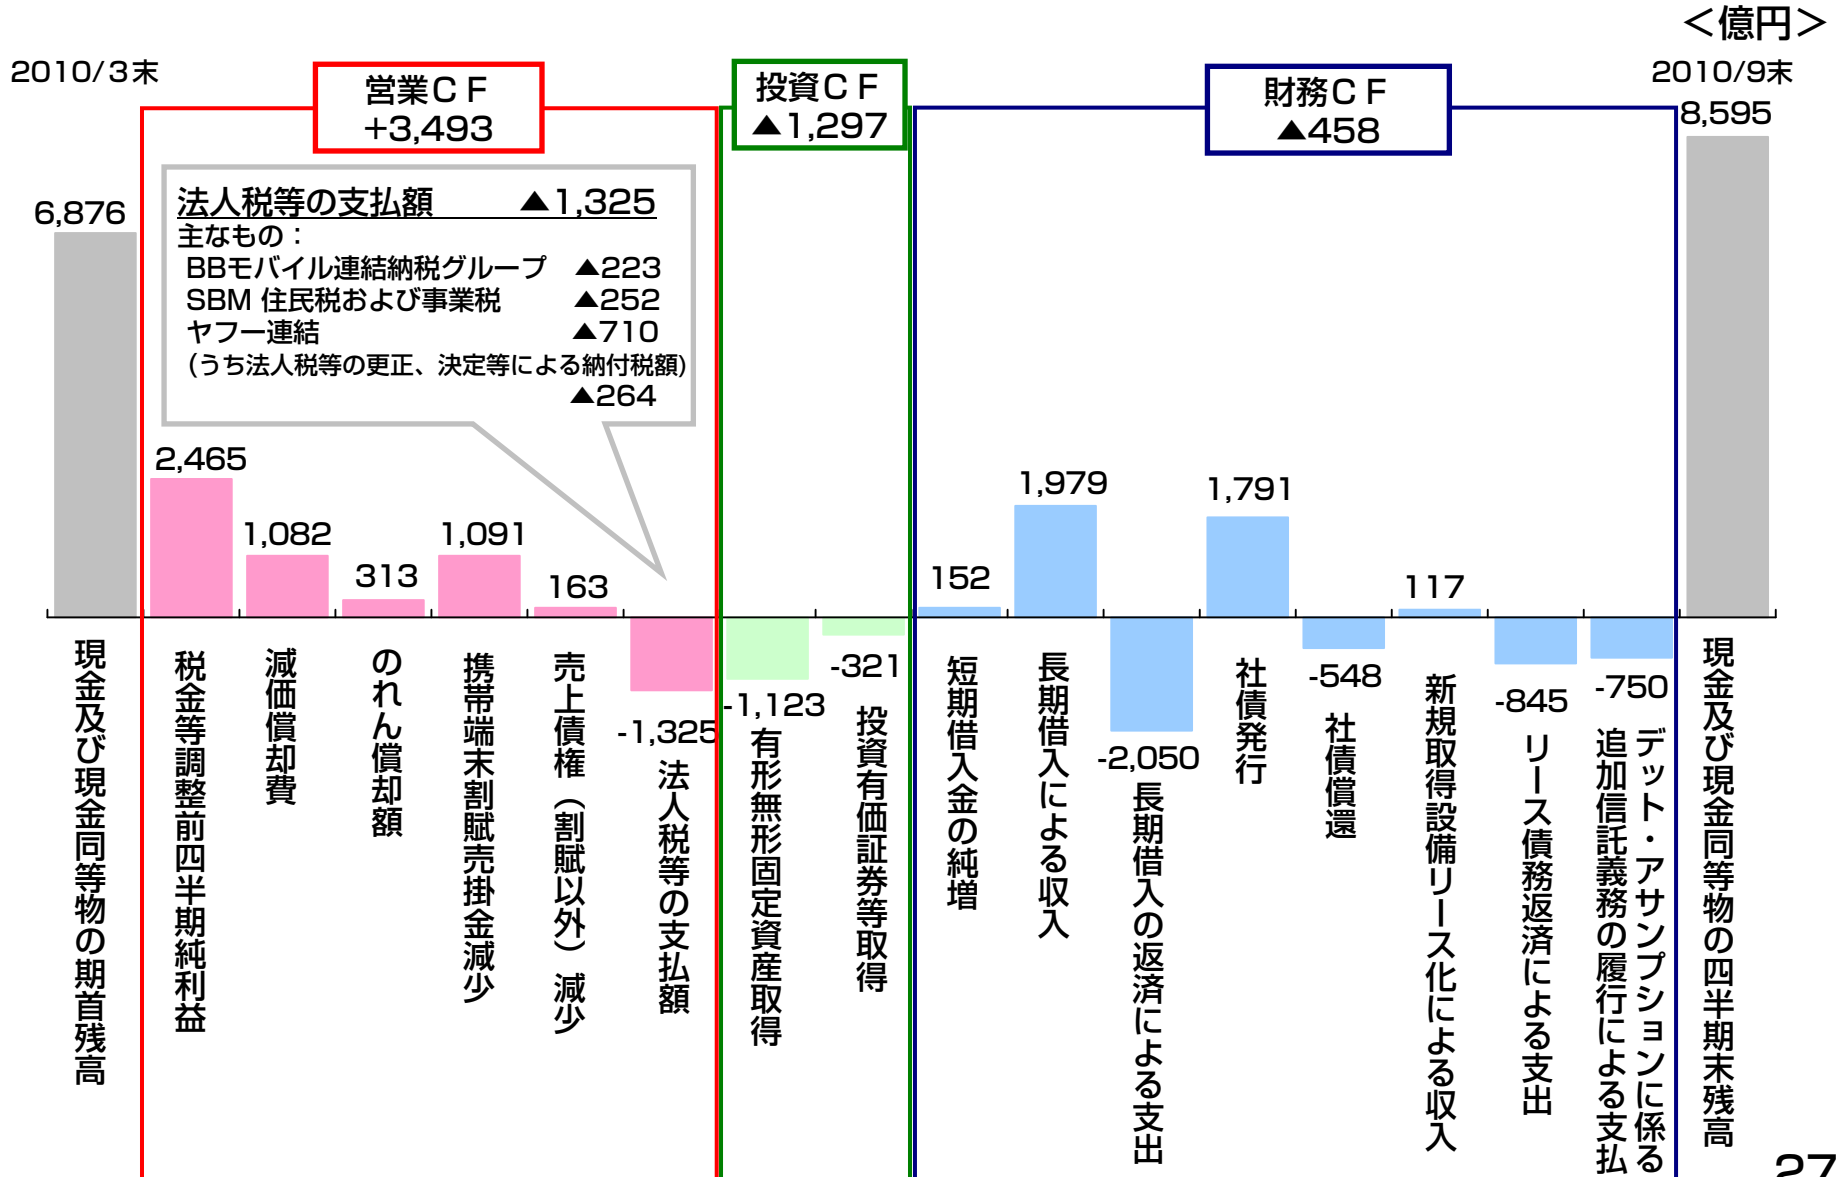 ＜億円＞
2010/3末
営業ＣＦ
+3,493
投資ＣＦ
▲1,297
財務ＣＦ
▲458
2010/9末
8,595
6,876
法人税等の支払額 ▲1,325
主なもの：
BBモバイル連結納税グループ ▲223
SBM 住民税および事業税 ▲252
ヤフー連結 ▲710
(うち法人税等の更正、決定等による納付税額)
▲264
2,465
1,082
313
1,091
163
-1,325
-1,123
-321
152
1,979
-2,050
1,791
-548
117
-845
-750
現金及び現金同等物の期首残高
税金等調整前四半期純利益
減価償却費
のれん償却額
携帯端末割賦売掛金減少
売上債権（割賦以外）減少
法人税等の支払額
有形無形固定資産取得
投資有価証券等取得
短期借入金の純増
長期借入による収入
長期借入の返済による支出
社債発行
社債償還
新規取得設備リース化による収入
リース債務返済による支出
デット・アサンプションに係る
追加信託義務の履行による支払
現金及び現金同等物の四半期末残高
27